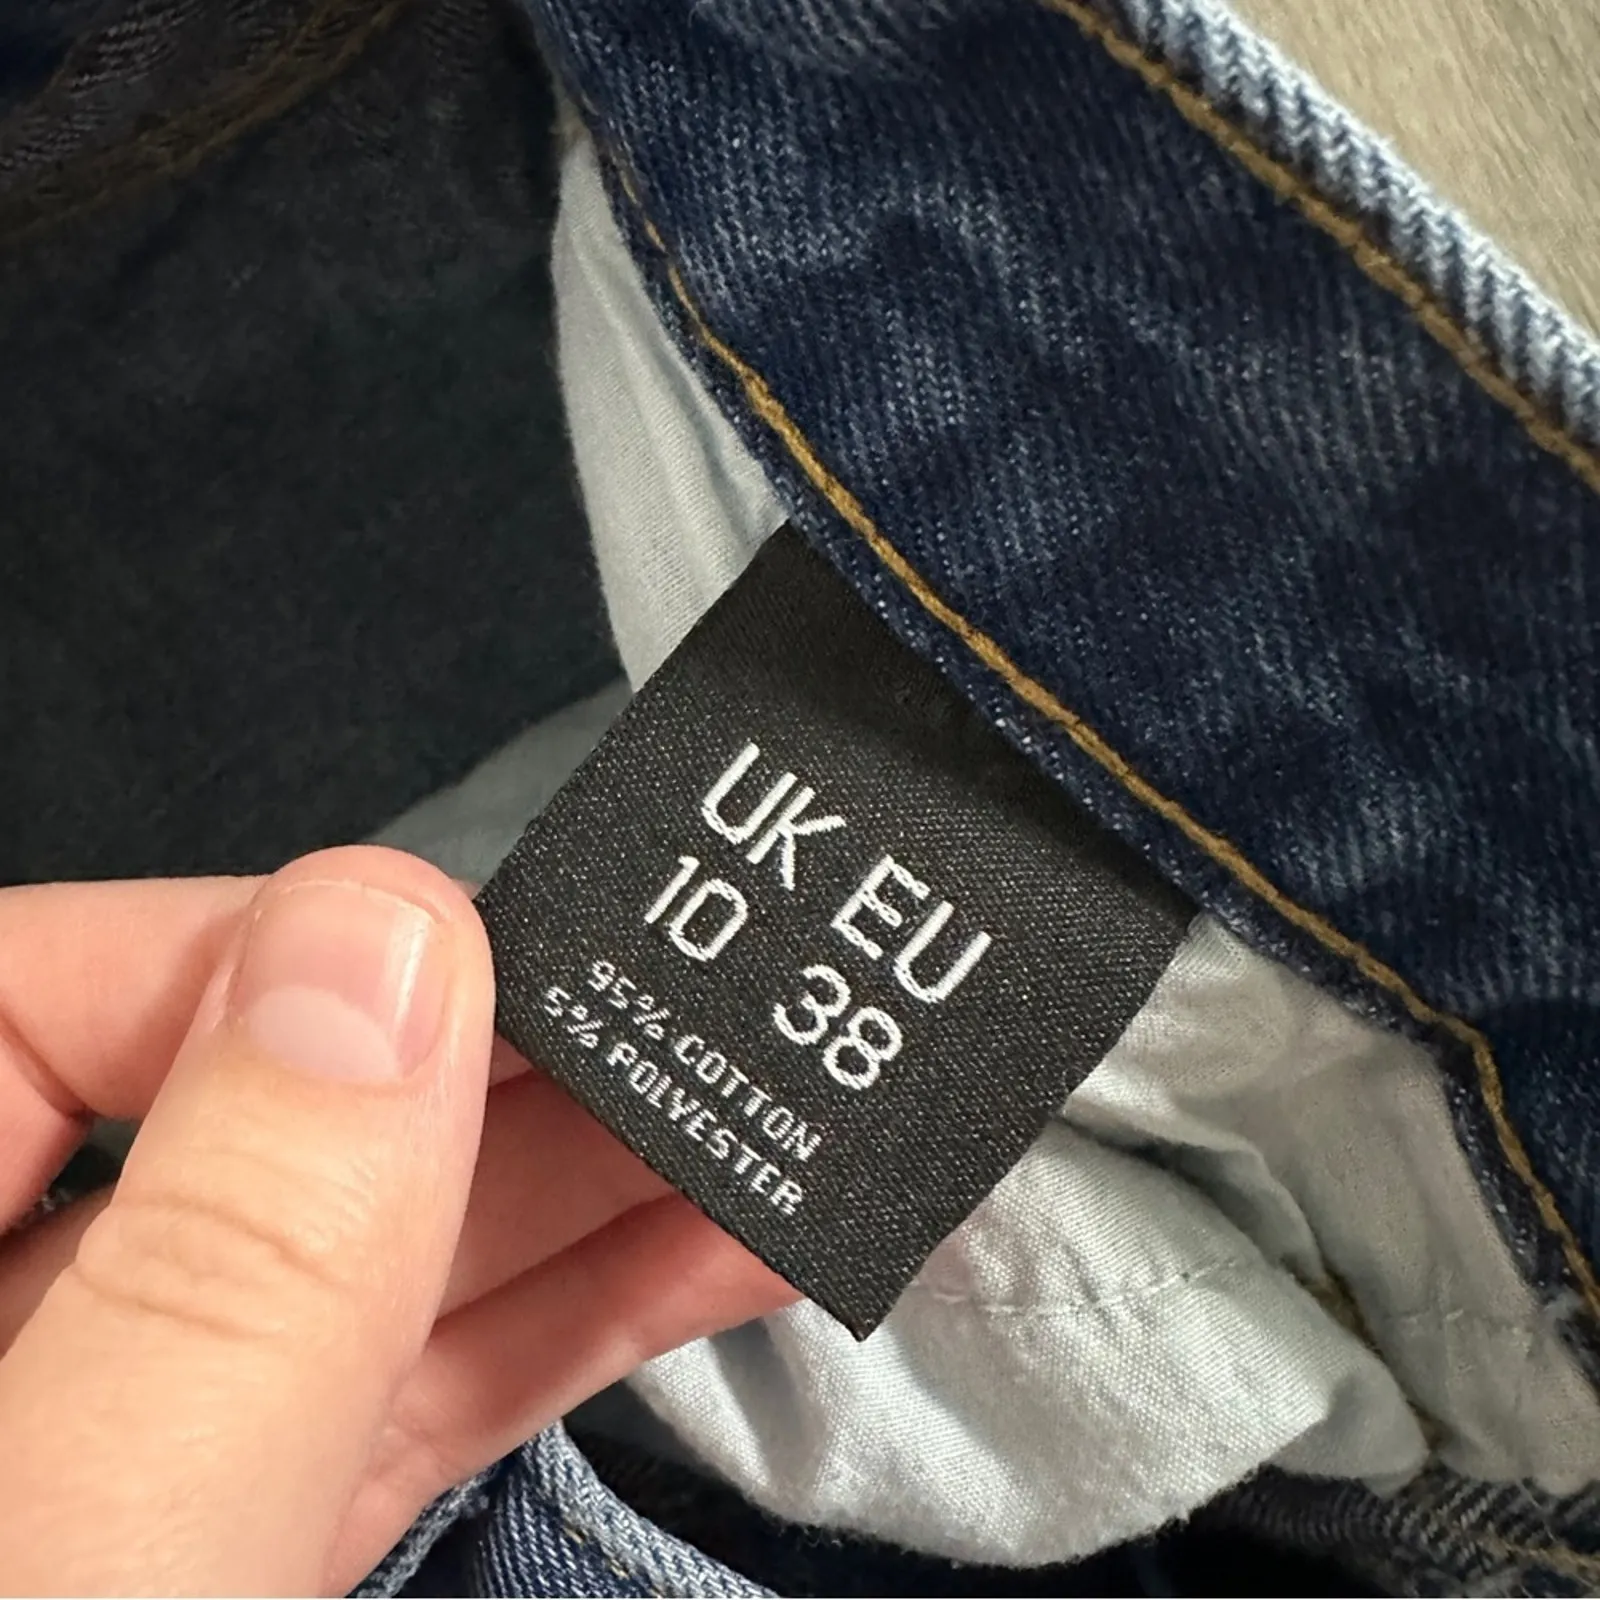 UK EU
10 38
95% COTTON
5% POLYESTER